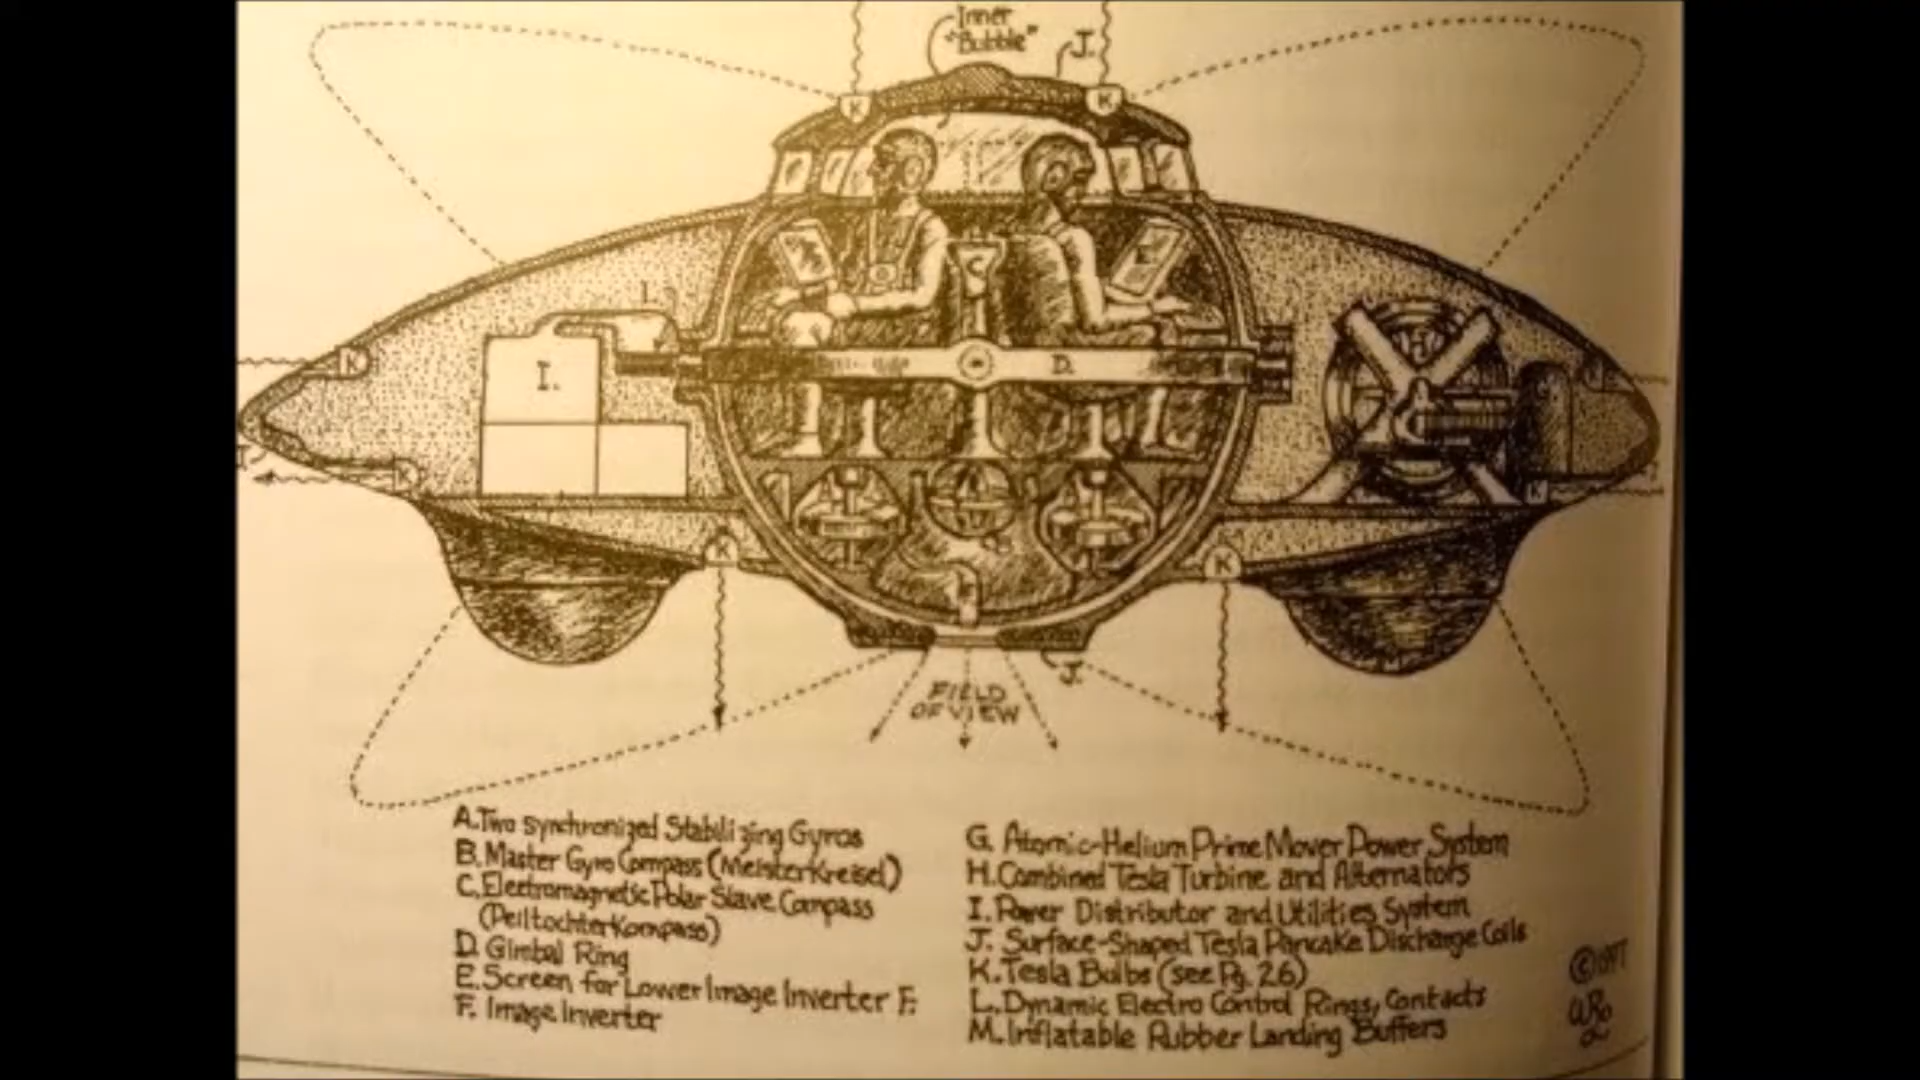 Inner
"Bubble"
J.
K
K
C
E
L
H
I.
D.
K
K
K
K
K
F
J.
FIELD
OF VIEW
A. Two Synchronized Stabilizing Gyros
B. Master Gyro Compass (MeisterKreisel)
C. Electromagnetic Polar Slave Compass
(PeiltochterKompass)
D. Gimbal Ring
E. Screen for Lower Image Inverter F.
F. Image Inverter
G. Atomic-Helium Prime Mover Power System
H. Combined Tesla Turbine and Alternators
I. Power Distributor and Utilities System
J. Surface-Shaped Tesla Pancake Discharge Coils
K. Tesla Bulbs (see Pg. 26)
L. Dynamic Electro Control Rings, Contacts
M. Inflatable Rubber Landing Buffers